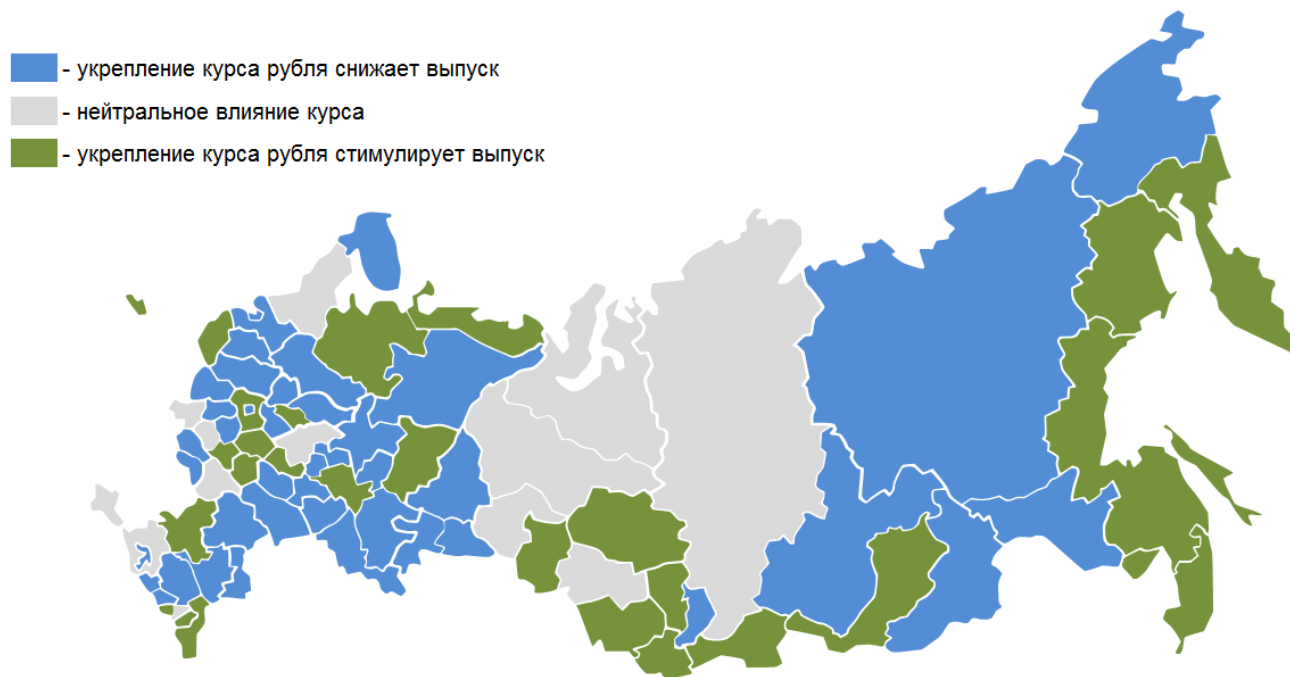 - укрепление курса рубля снижает выпуск
- нейтральное влияние курса
- укрепление курса рубля стимулирует выпуск